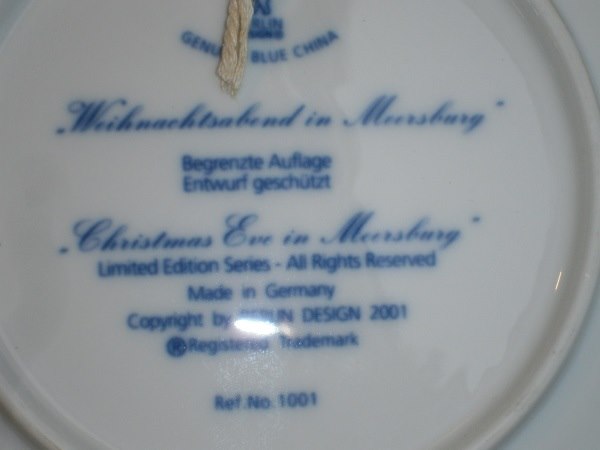 BLUE CHINA
„Weihnachtsabend in Meersburg"
Begrenzte Auflage
Entwurf geschützt
„Christmas Eve in Meersburg"
Limited Edition Series - All Rights Reserved
Made in Germany
Copyright by DESIGN 2001
®Registered Trademark
Ref.No.1001